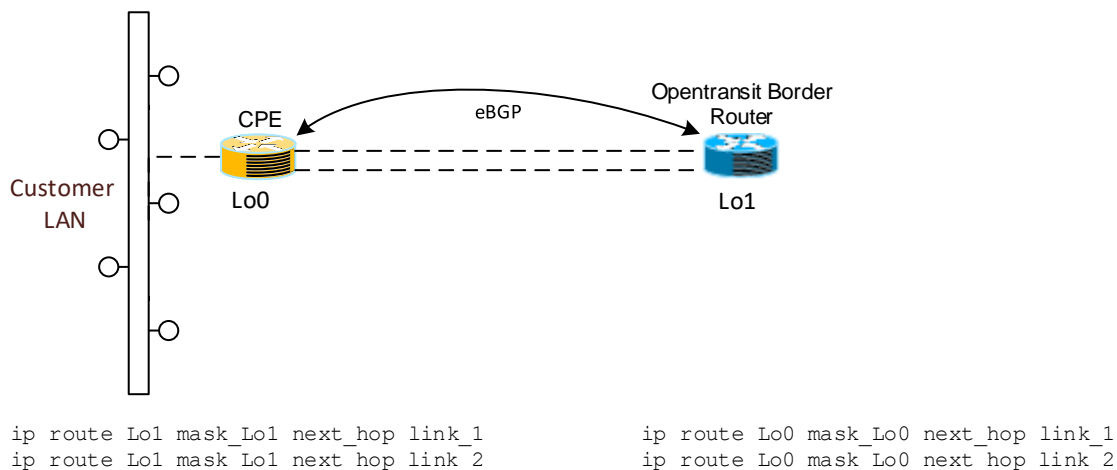 Opentransit Border
Router
eBGP
CPE
Customer
LAN
Lo0
Lo1
ip route Lo1 mask_Lo1 next_hop link_1
ip route Lo1 mask_Lo1 next_hop link_2
ip route Lo0 mask_Lo0 next_hop link_1
ip route Lo0 mask_Lo0 next_hop link_2